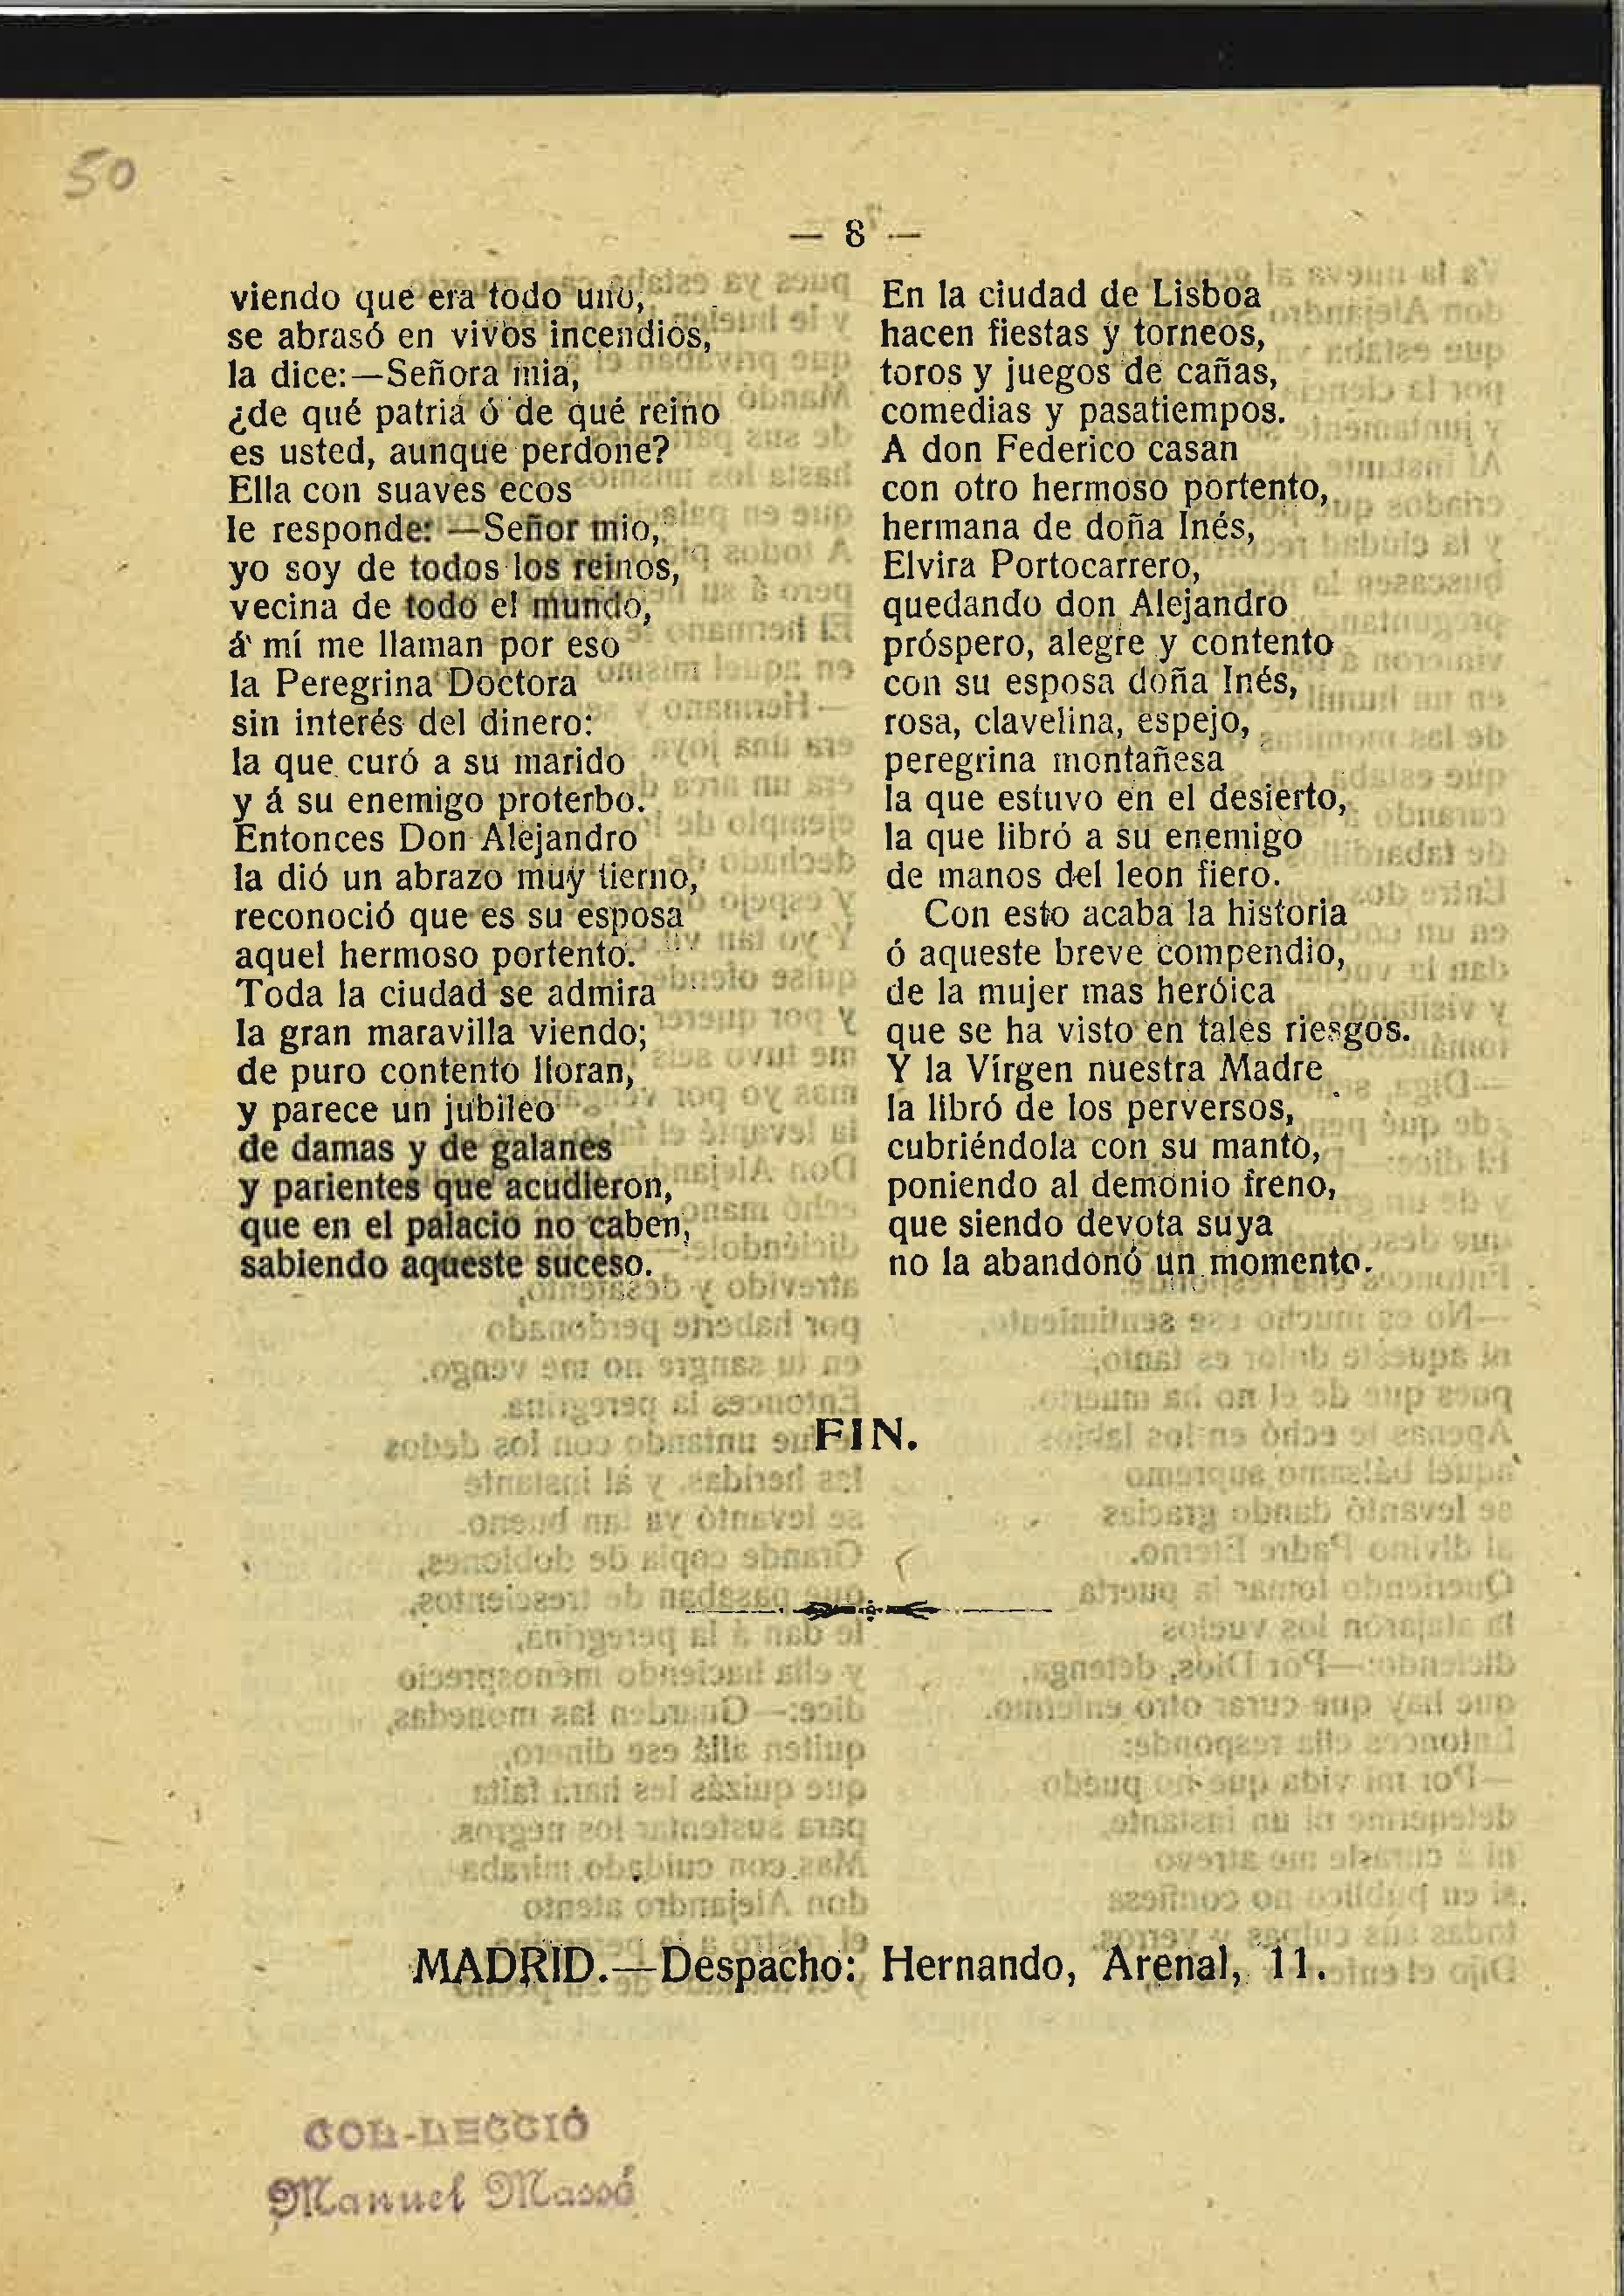 50
— 8 —
viendo que era todo uno,
se abrasó en vivos incendios,
la dice:—Señora mia,
¿de qué patria ó de qué reino
es usted, aunque perdone?
Ella con suaves ecos
le responde: —Señor mio,
yo soy de todos los reinos,
vecina de todo el mundo,
á mí me llaman por eso
la Peregrina Doctora
sin interés del dinero:
la que curó a su marido
y á su enemigo proterbo.
Entonces Don Alejandro
la dió un abrazo muy tierno,
reconoció que es su esposa
aquel hermoso portento.
Toda la ciudad se admira
la gran maravilla viendo;
de puro contento lloran,
y parece un jubileo
de damas y de galanes
y parientes que acudieron,
que en el palacio no caben,
sabiendo aqueste suceso.
En la ciudad de Lisboa
hacen fiestas y torneos,
toros y juegos de cañas,
comedias y pasatiempos.
A don Federico casan
con otro hermoso portento,
hermana de doña Inés,
Elvira Portocarrero,
quedando don Alejandro
próspero, alegre y contento
con su esposa doña Inés,
rosa, clavelina, espejo,
peregrina montañesa
la que estuvo en el desierto,
la que libró a su enemigo
de manos del leon fiero.
Con esto acaba la historia
ó aqueste breve compendio,
de la mujer mas heróica
que se ha visto en tales riesgos.
Y la Vírgen nuestra Madre
la libró de los perversos,
cubriéndola con su manto,
poniendo al demonio freno,
que siendo devota suya
no la abandonó un momento.
FIN.
MADRID.—Despacho: Hernando, Arenal, 11.
COL-LECCIÓ
Manuel Massó